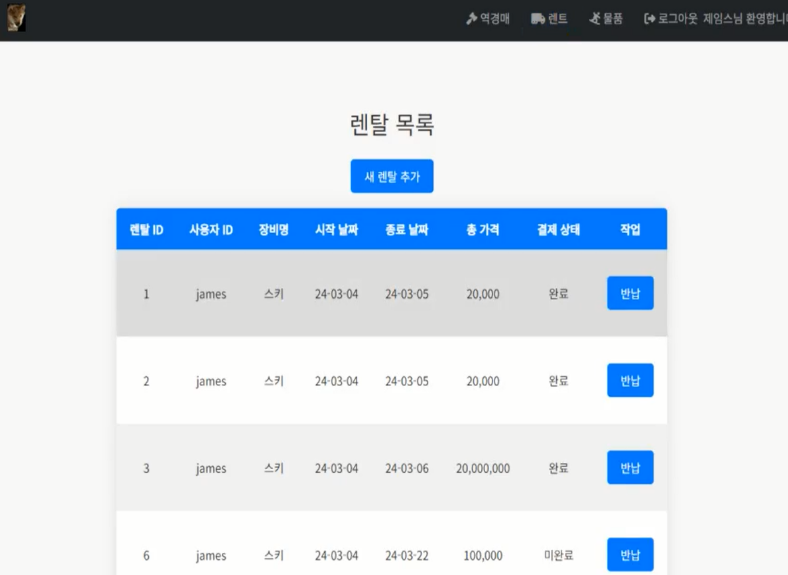 역경매 렌트 물품 로그아웃 제임스님 환영합니
렌탈 목록
새 렌탈 추가
렌탈 ID 사용자 ID 장비명 시작 날짜 종료 날짜 총 가격 결제 상태 작업
1 james 스키 24-03-04 24-03-05 20,000 완료 반납
2 james 스키 24-03-04 24-03-05 20,000 완료 반납
3 james 스키 24-03-04 24-03-06 20,000,000 완료 반납
6 james 스키 24-03-04 24-03-22 100,000 미완료 반납